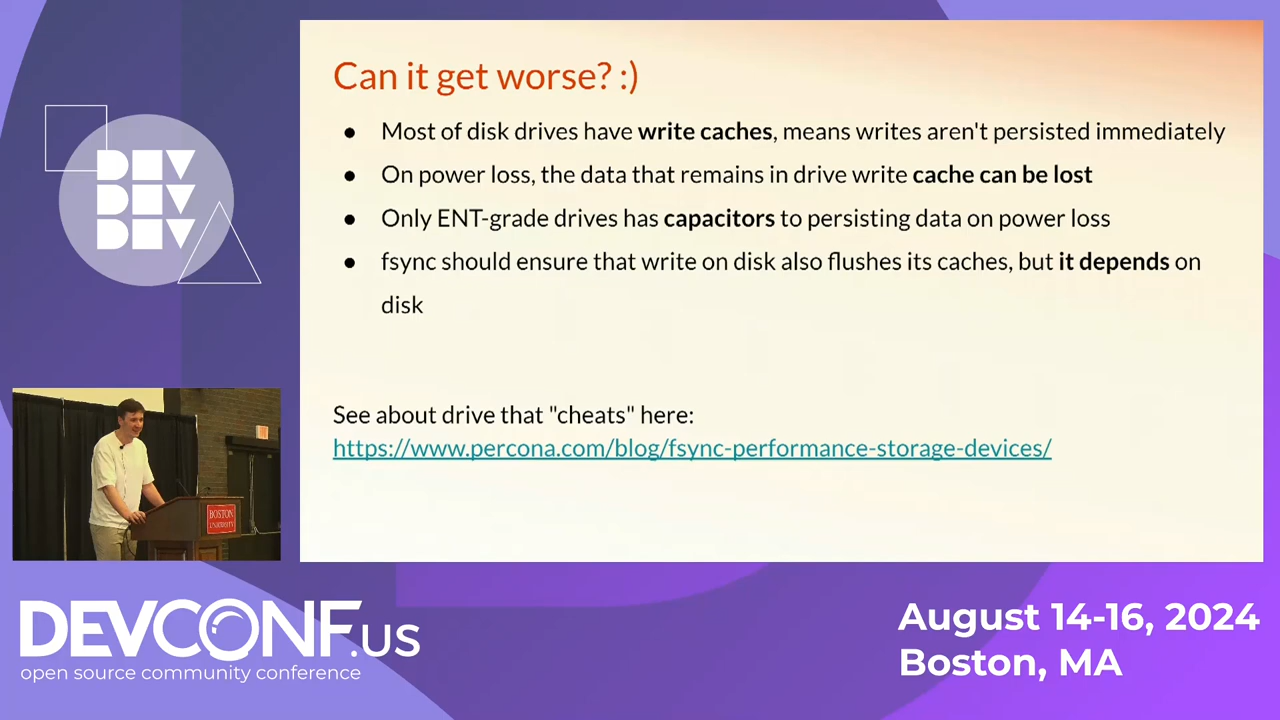 Can it get worse? :)
● Most of disk drives have write caches, means writes aren't persisted immediately
● On power loss, the data that remains in drive write cache can be lost
● Only ENT-grade drives has capacitors to persisting data on power loss
● fsync should ensure that write on disk also flushes its caches, but it depends on
disk
See about drive that "cheats" here:
https://www.percona.com/blog/fsync-performance-storage-devices/
DEV
DEV
DEV
BOSTON
UNIVERSITY
DEVCONF.us
open source community conference
August 14-16, 2024
Boston, MA